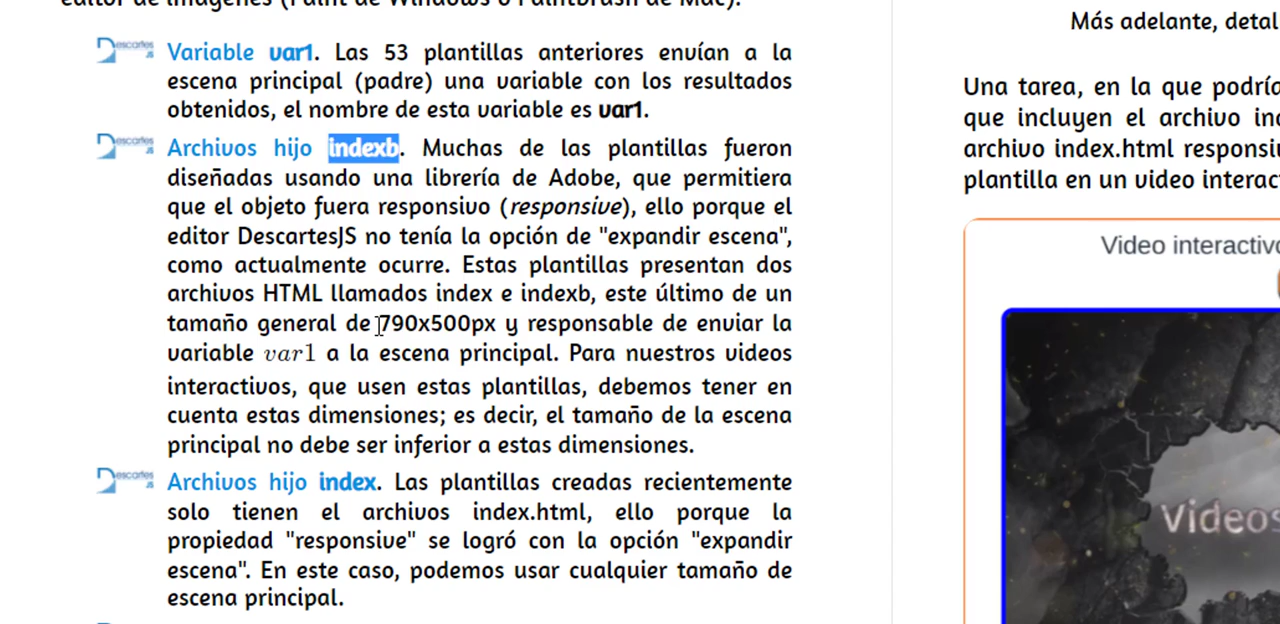 editor de imágenes (Paint de Windows o Paintbrush de Mac).
Descartes JS
Variable var1. Las 53 plantillas anteriores envían a la
escena principal (padre) una variable con los resultados
obtenidos, el nombre de esta variable es var1.
Descartes JS
Archivos hijo indexb. Muchas de las plantillas fueron
diseñadas usando una librería de Adobe, que permitiera
que el objeto fuera responsivo (responsive), ello porque el
editor DescartesJS no tenía la opción de "expandir escena",
como actualmente ocurre. Estas plantillas presentan dos
archivos HTML llamados index e indexb, este último de un
tamaño general de 790x500px y responsable de enviar la
variable var1 a la escena principal. Para nuestros videos
interactivos, que usen estas plantillas, debemos tener en
cuenta estas dimensiones; es decir, el tamaño de la escena
principal no debe ser inferior a estas dimensiones.
Descartes JS
Archivos hijo index. Las plantillas creadas recientemente
solo tienen el archivos index.html, ello porque la
propiedad "responsive" se logró con la opción "expandir
escena". En este caso, podemos usar cualquier tamaño de
escena principal.
Más adelante, detal
Una tarea, en la que podría
que incluyen el archivo ind
archivo index.html responsiv
plantilla en un video interac
Video interactivo
Videos